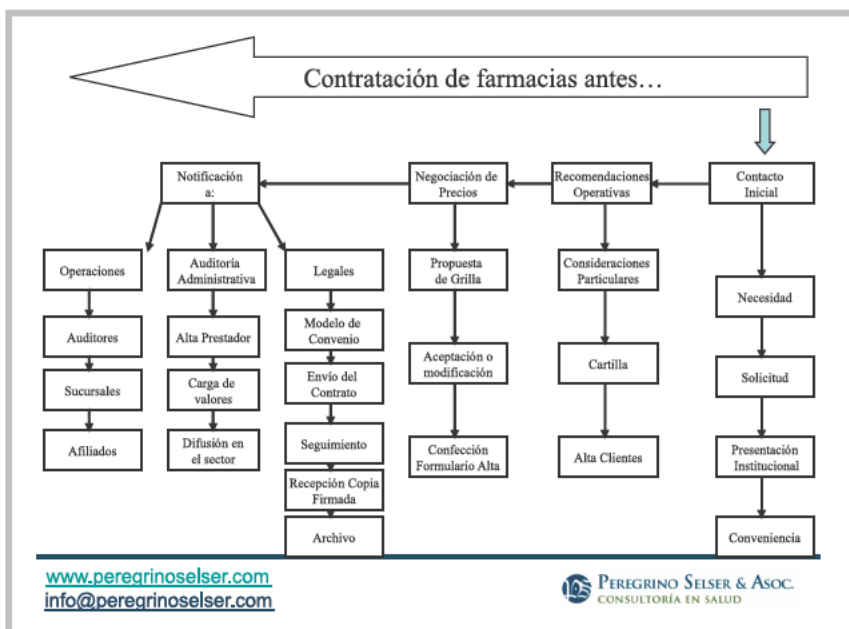 Contratación de farmacias antes…
Notificación
a:
Negociación de
Precios
Recomendaciones
Operativas
Contacto
Inicial
Operaciones
Auditoría
Administrativa
Legales
Propuesta
de Grilla
Consideraciones
Particulares
Necesidad
Auditores
Alta Prestador
Modelo de
Convenio
Aceptación o
modificación
Cartilla
Solicitud
Sucursales
Carga de
valores
Envío del
Contrato
Afiliados
Difusión en
el sector
Seguimiento
Confección
Formulario Alta
Alta Clientes
Presentación
Institucional
Recepción Copia
Firmada
Archivo
Conveniencia
www.peregrinoselser.com
info@peregrinoselser.com
PEREGRINO SELSER & ASOC.
CONSULTORÍA EN SALUD